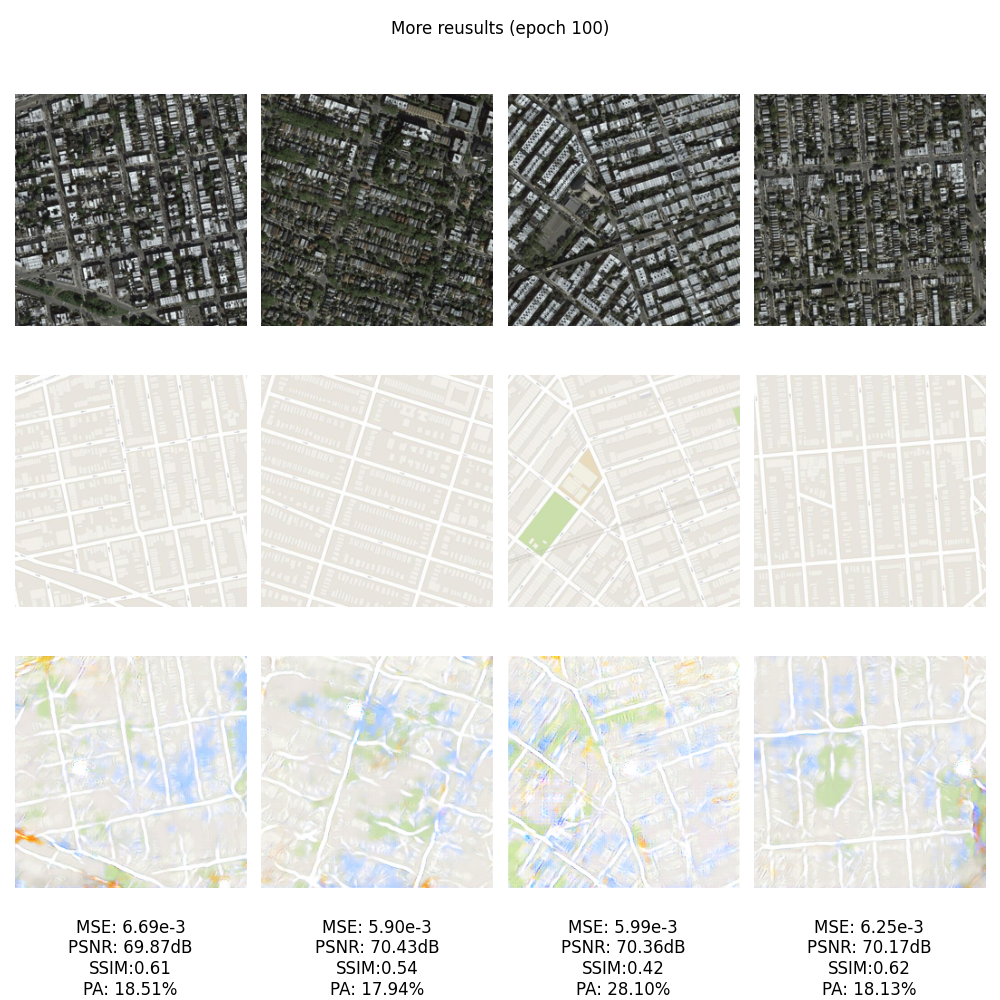 More reusults (epoch 100)
MSE: 6.69e-3
PSNR: 69.87dB
SSIM:0.61
PA: 18.51%
MSE: 5.90e-3
PSNR: 70.43dB
SSIM:0.54
PA: 17.94%
MSE: 5.99e-3
PSNR: 70.36dB
SSIM:0.42
PA: 28.10%
MSE: 6.25e-3
PSNR: 70.17dB
SSIM:0.62
PA: 18.13%